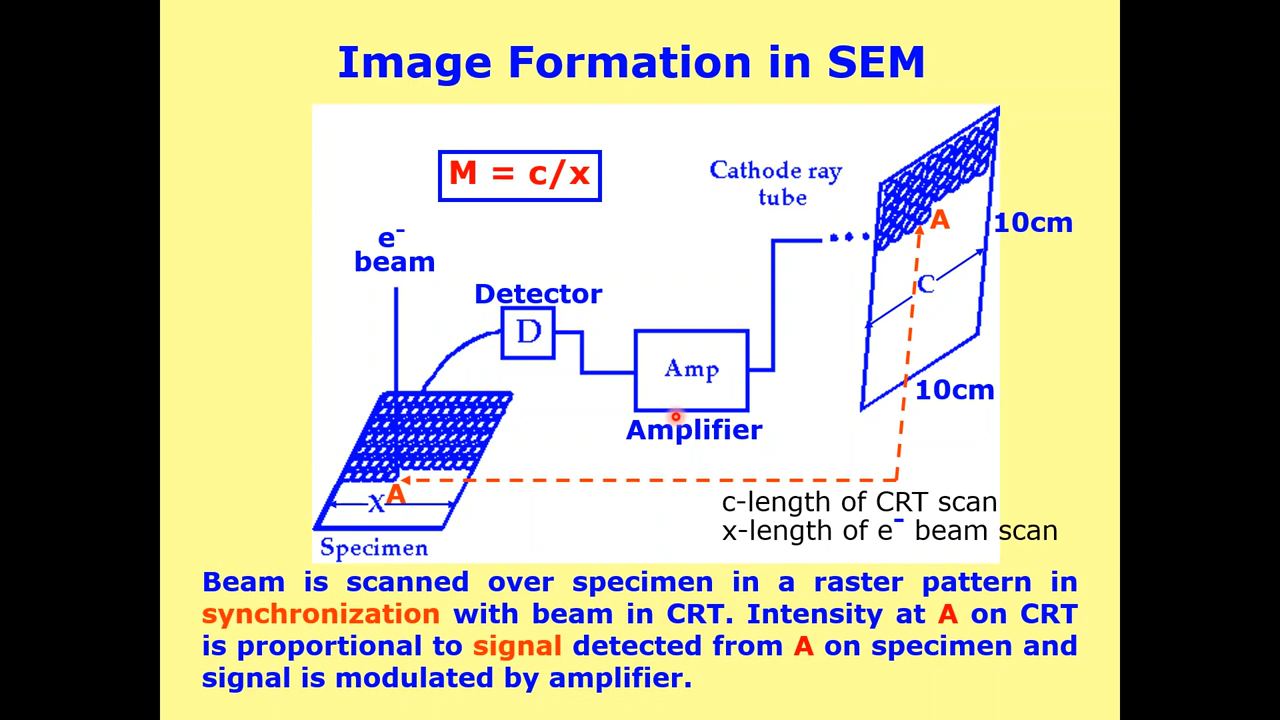 Image Formation in SEM
M = c/x
Cathode ray
tube
A
10cm
e-
beam
Detector
D
C
Amp
10cm
Amplifier
A
X
c-length of CRT scan
x-length of e- beam scan
Specimen
Beam is scanned over specimen in a raster pattern in
synchronization with beam in CRT. Intensity at A on CRT
is proportional to signal detected from A on specimen and
signal is modulated by amplifier.